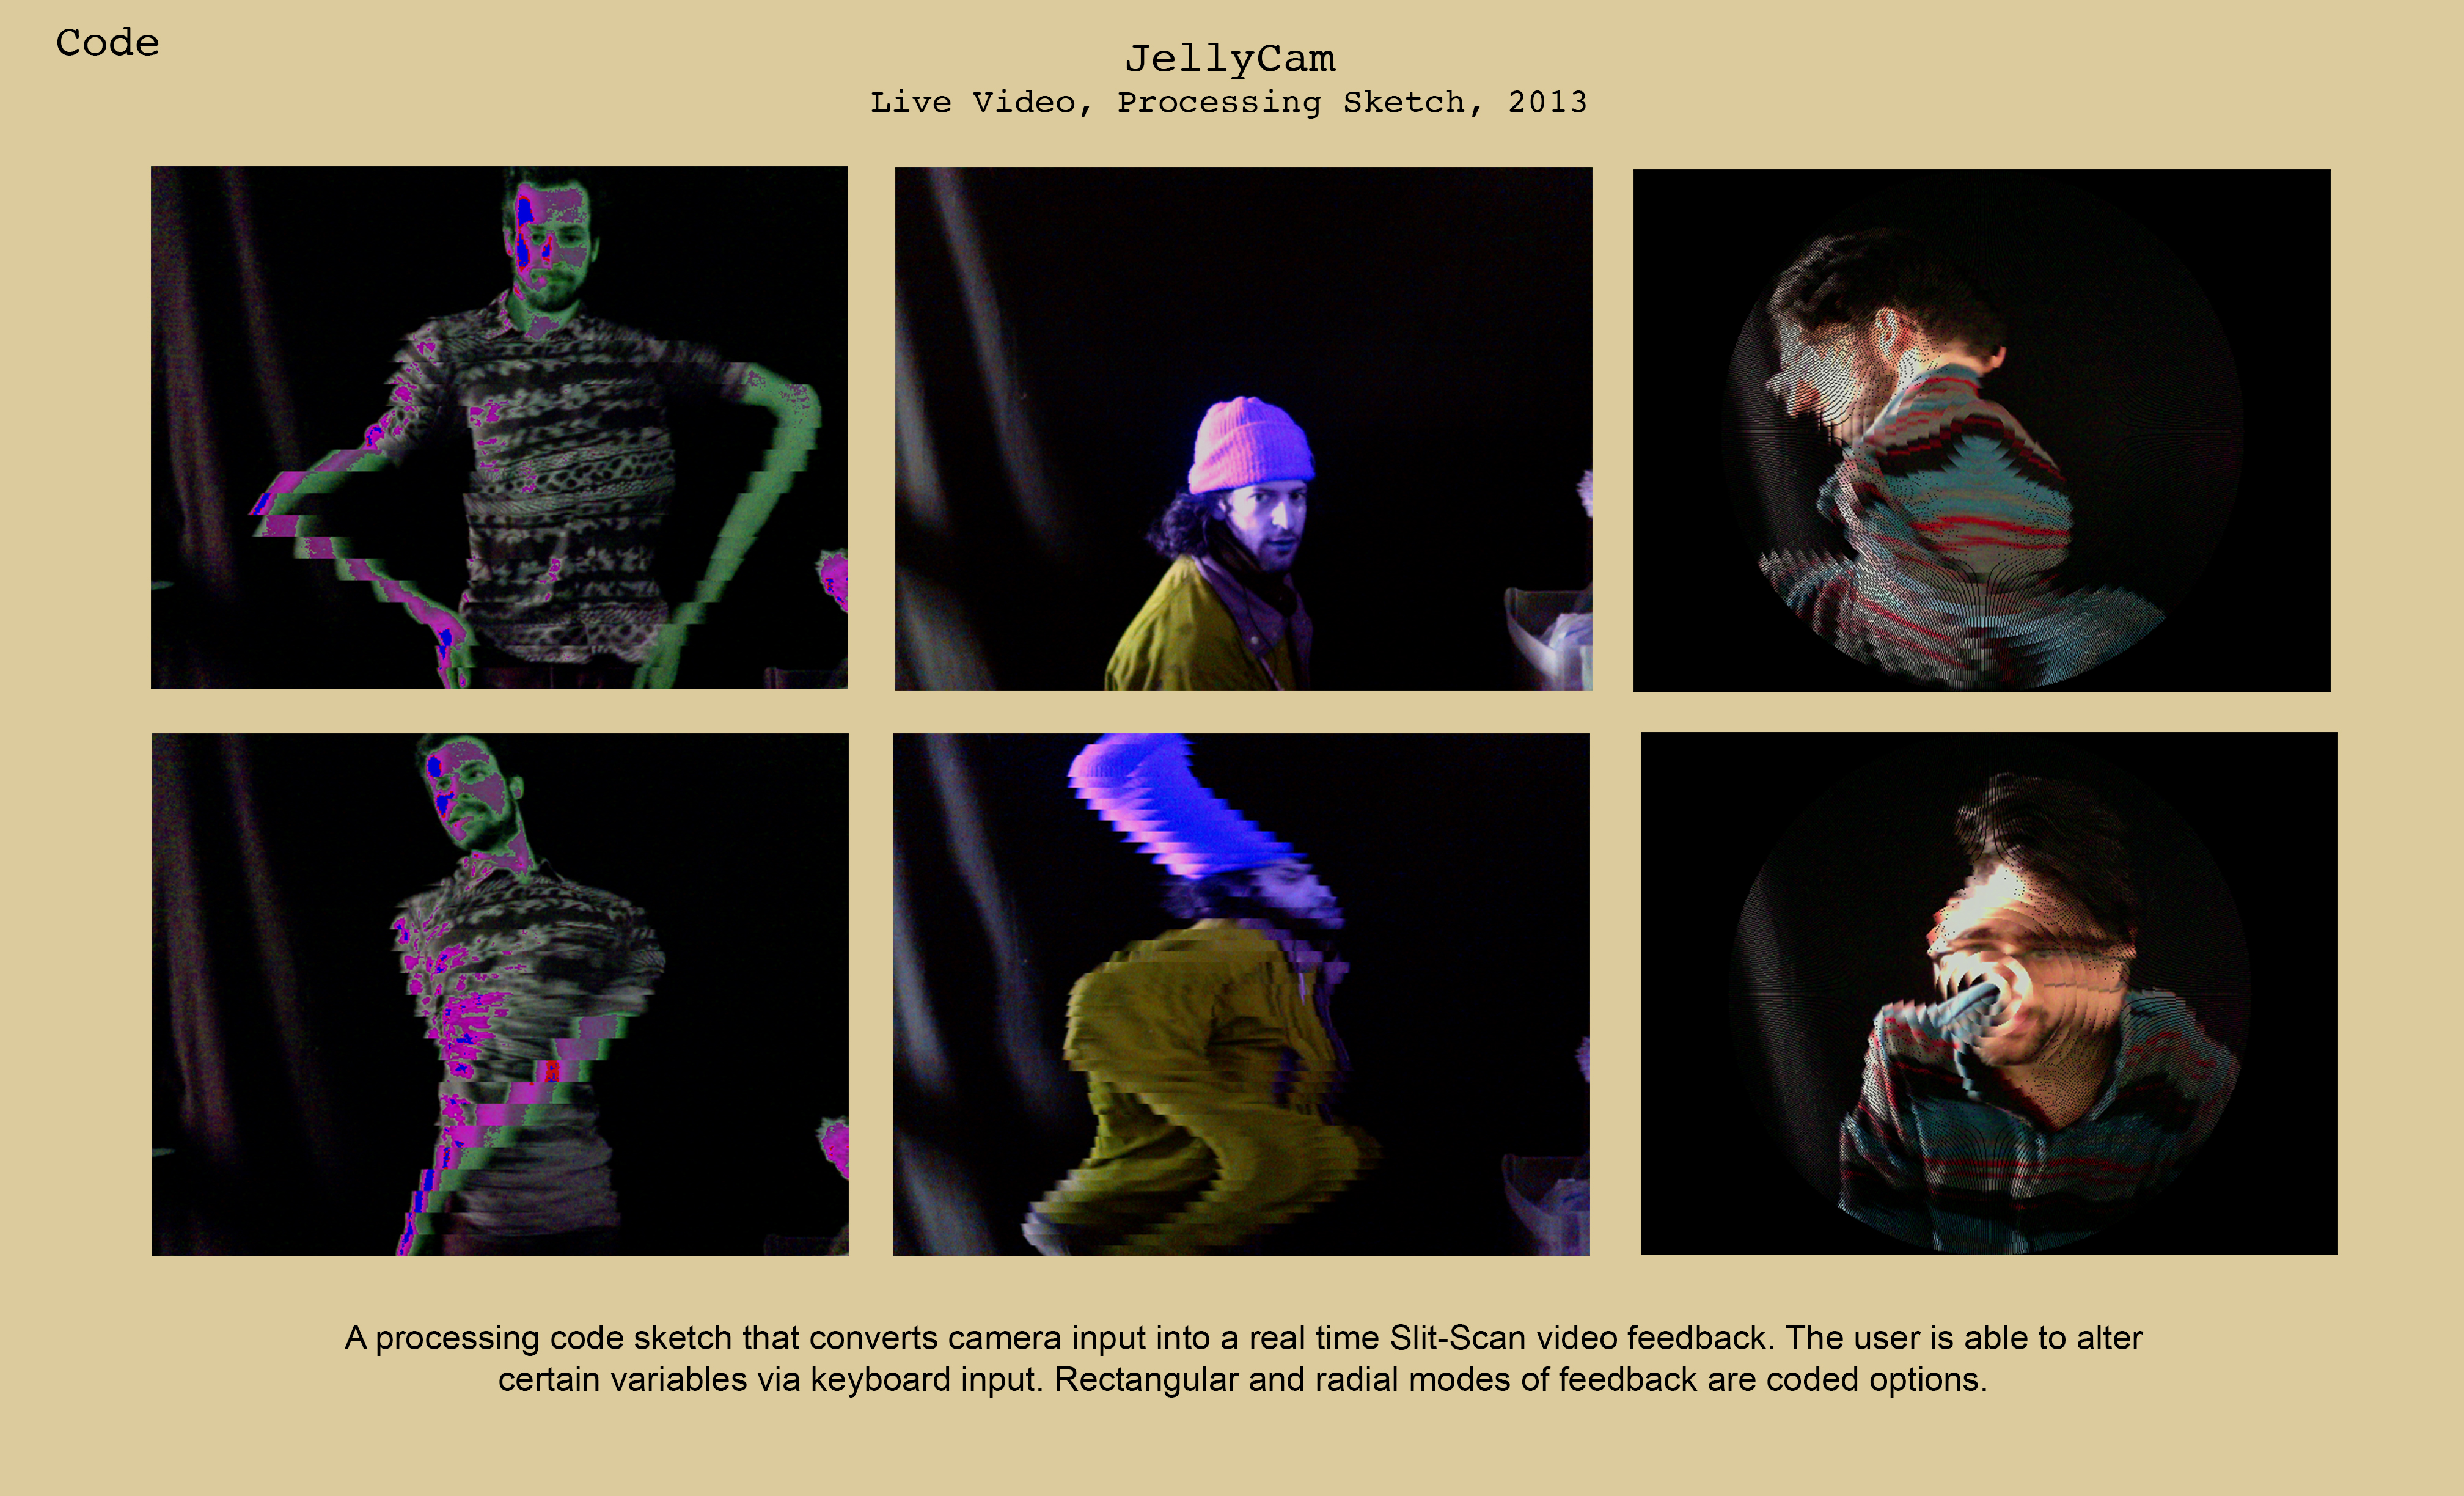 Code
JellyCam
Live Video, Processing Sketch, 2013
A processing code sketch that converts camera input into a real time Slit-Scan video feedback. The user is able to alter
certain variables via keyboard input. Rectangular and radial modes of feedback are coded options.